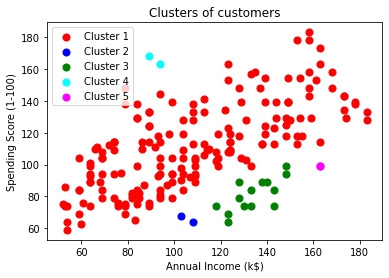 Clusters of customers
Cluster 1
Cluster 2
Cluster 3
Cluster 4
Cluster 5
Spending Score (1-100)
180
160
140
120
100
80
60
60
80
100
120
140
160
180
Annual Income (k$)